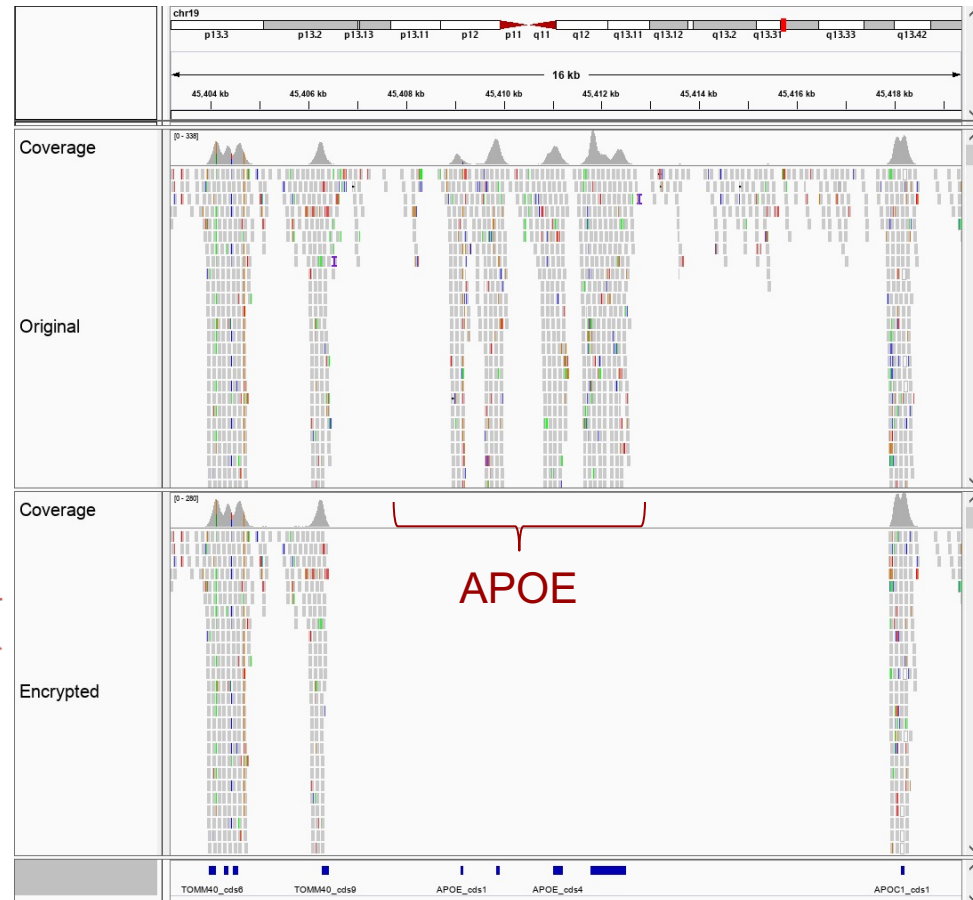 chr19
p13.3 p13.2 p13.13 p13.11 p12 p11 q11 q12 q13.11 q13.12 q13.2 q13.31 q13.33 q13.42
16 kb
45,404 kb 45,406 kb 45,408 kb 45,410 kb 45,412 kb 45,414 kb 45,416 kb 45,418 kb
[0 - 338]
Coverage
Original
[0 - 280]
Coverage
APOE
Encrypted
TOMM40_cds6 TOMM40_cds9 APOE_cds1 APOE_cds4 APOC1_cds1